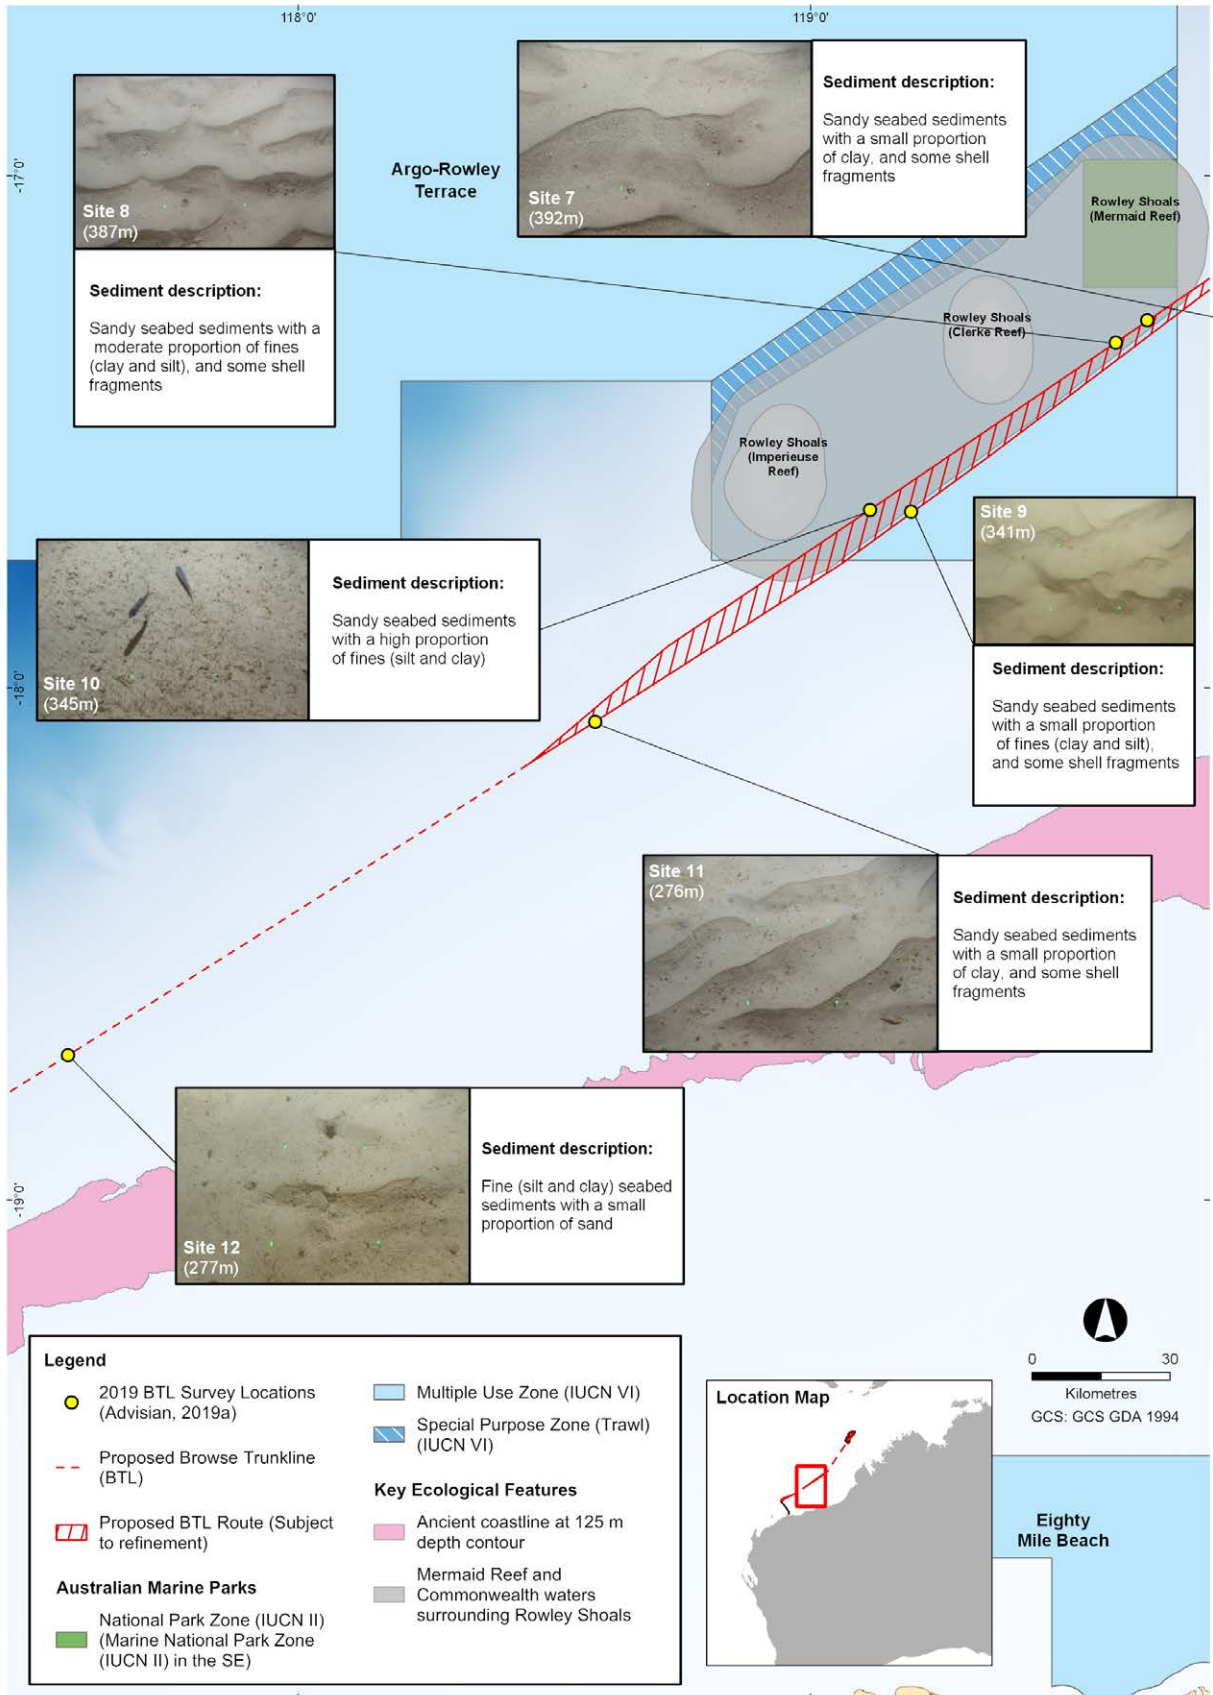 118°0'
119°0'
-17°0'
-18°0'
-19°0'
Site 8
(387m)
Sediment description:
Sandy seabed sediments with a
moderate proportion of fines
(clay and silt), and some shell
fragments
Argo-Rowley
Terrace
Site 7
(392m)
Sediment description:
Sandy seabed sediments
with a small proportion
of clay, and some shell
fragments
Rowley Shoals
(Mermaid Reef)
Rowley Shoals
(Clerke Reef)
Rowley Shoals
(Imperieuse
Reef)
Site 10
(345m)
Sediment description:
Sandy seabed sediments
with a high proportion
of fines (silt and clay)
Site 9
(341m)
Sediment description:
Sandy seabed sediments
with a small proportion
of fines (clay and silt),
and some shell fragments
Site 11
(276m)
Sediment description:
Sandy seabed sediments
with a small proportion
of clay, and some shell
fragments
Site 12
(277m)
Sediment description:
Fine (silt and clay) seabed
sediments with a small
proportion of sand
Legend
2019 BTL Survey Locations
(Advisian, 2019a)
Proposed Browse Trunkline
(BTL)
Proposed BTL Route (Subject
to refinement)
Australian Marine Parks
National Park Zone (IUCN II)
(Marine National Park Zone
(IUCN II) in the SE)
Multiple Use Zone (IUCN VI)
Special Purpose Zone (Trawl)
(IUCN VI)
Key Ecological Features
Ancient coastline at 125 m
depth contour
Mermaid Reef and
Commonwealth waters
surrounding Rowley Shoals
Location Map
0 30
Kilometres
GCS: GCS GDA 1994
Eighty
Mile Beach